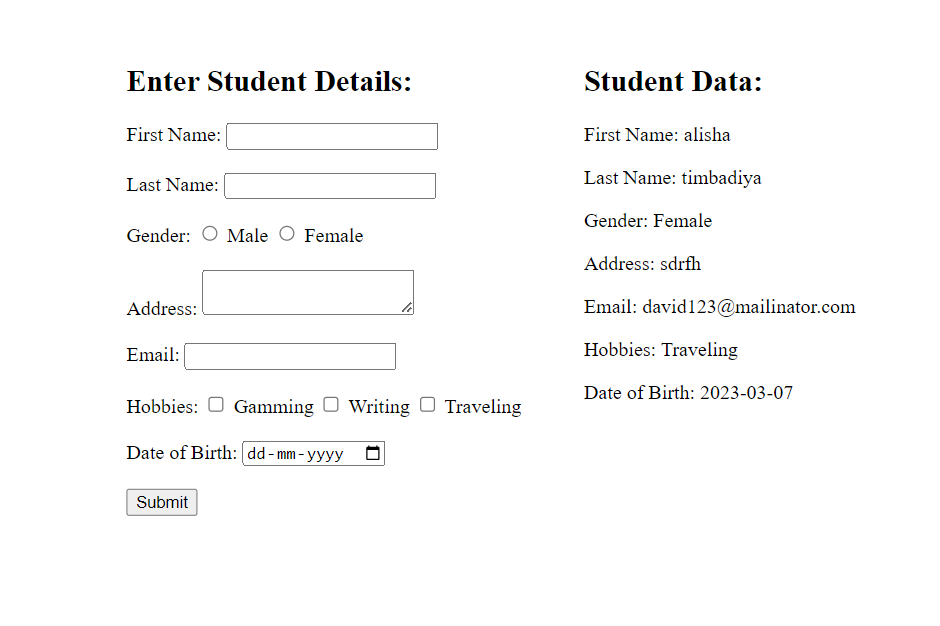 Enter Student Details:
First Name:
Last Name:
Gender: Male Female
Address:
Email:
Hobbies: Gamming Writing Traveling
Date of Birth: dd-mm-yyyy
Submit
Student Data:
First Name: alisha
Last Name: timbadiya
Gender: Female
Address: sdrfh
Email: david123@mailinator.com
Hobbies: Traveling
Date of Birth: 2023-03-07